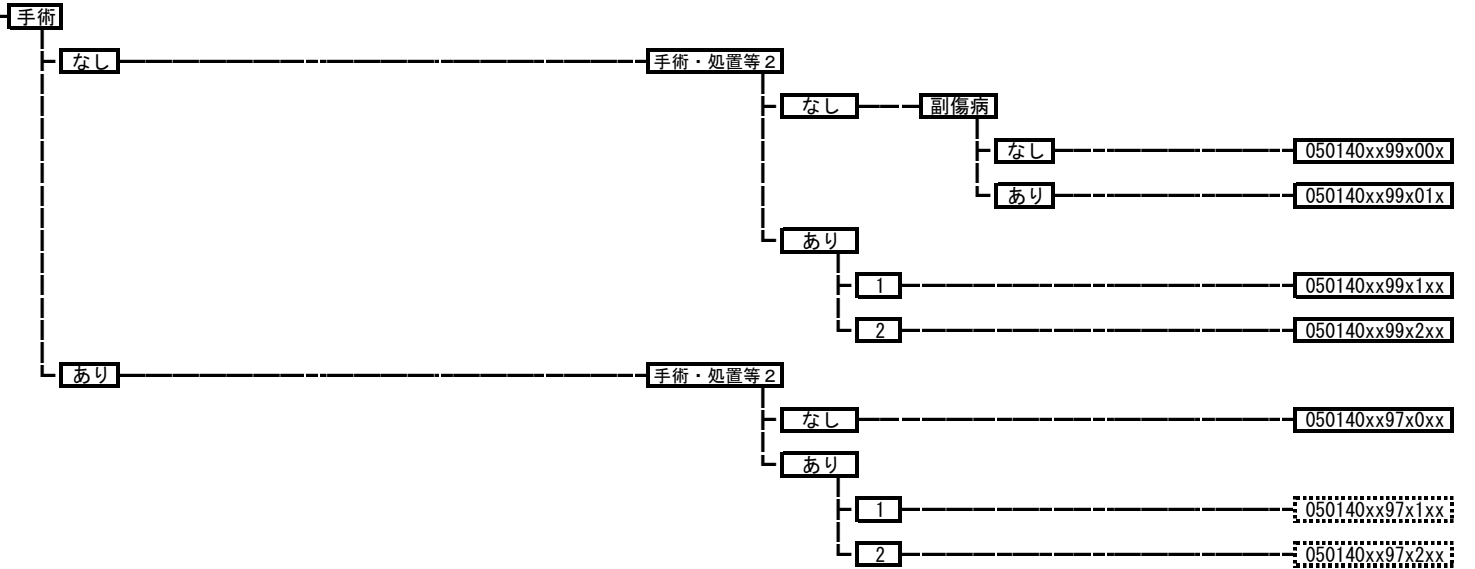 手術
なし 手術・処置等2
なし 副傷病
なし 050140xx99x00x
あり 050140xx99x01x
あり
1 050140xx99x1xx
2 050140xx99x2xx
あり 手術・処置等2
なし 050140xx97x0xx
あり
1 050140xx97x1xx
2 050140xx97x2xx